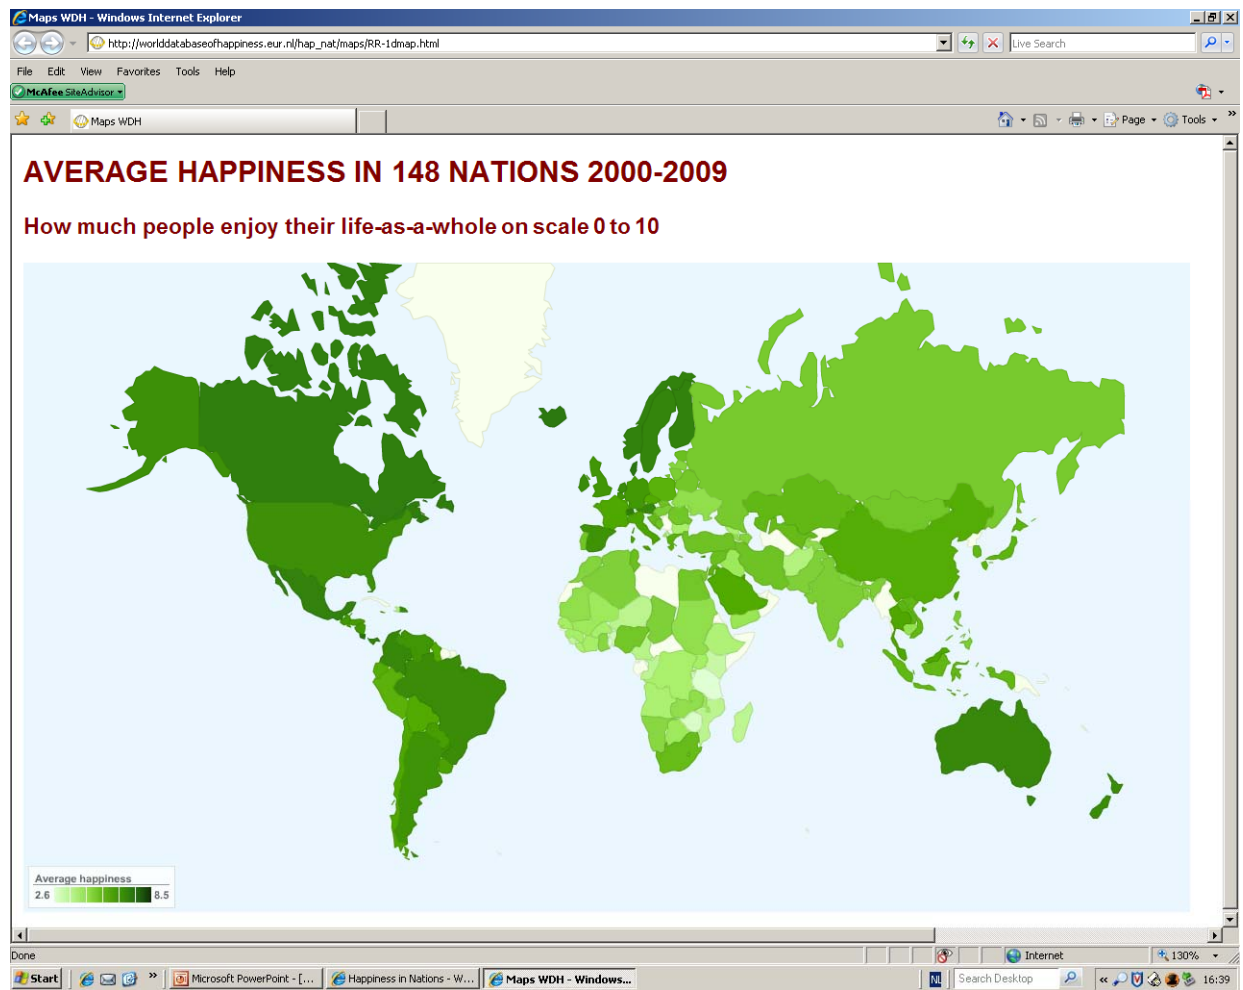 Maps WDH - Windows Internet Explorer
http://worlddatabaseofhappiness.eur.nl/hap_nat/maps/RR-1dmap.html
Live Search
File Edit View Favorites Tools Help
McAfee SiteAdvisor
Maps WDH
Page Tools
AVERAGE HAPPINESS IN 148 NATIONS 2000-2009
How much people enjoy their life-as-a-whole on scale 0 to 10
Average happiness
2.6 8.5
Done Internet 130%
Start Microsoft PowerPoint - [... Happiness in Nations - W... Maps WDH - Windows... NL Search Desktop 16:39